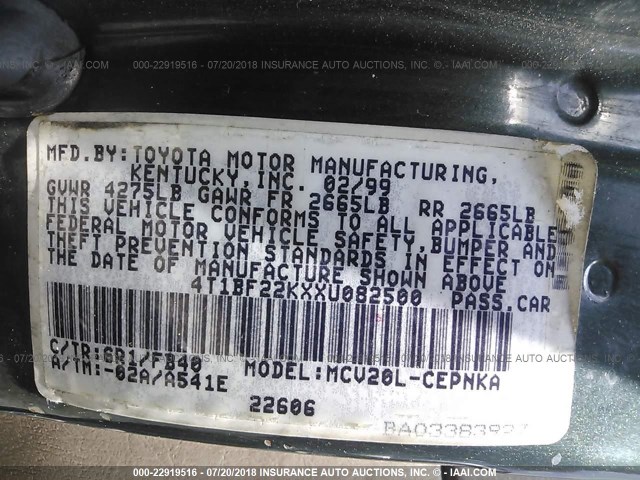 000-22919516 - 07/20/2018 - INSURANCE AUTO AUCTIONS, INC. - IAAI.COM
MFD.BY:TOYOTA MOTOR MANUFACTURING,
KENTUCKY,INC. 02/99
GVWR 4275LB GAWR FR 2665LB RR 2665LB
THIS VEHICLE CONFORMS TO ALL APPLICABLE
FEDERAL MOTOR VEHICLE SAFETY,BUMPER AND
THEFT PREVENTION STANDARDS IN EFFECT ON
THE DATE OF MANUFACTURE SHOWN ABOVE
4T1BF22KXXU082500 PASS.CAR
C/TR:6R1/FB40 MODEL:MCV20L-CEPNKA
A/TM:-02A/A541E
22606
000-22919516 - 07/20/2018 - INSURANCE AUTO AUCTIONS, INC. - IAAI.COM